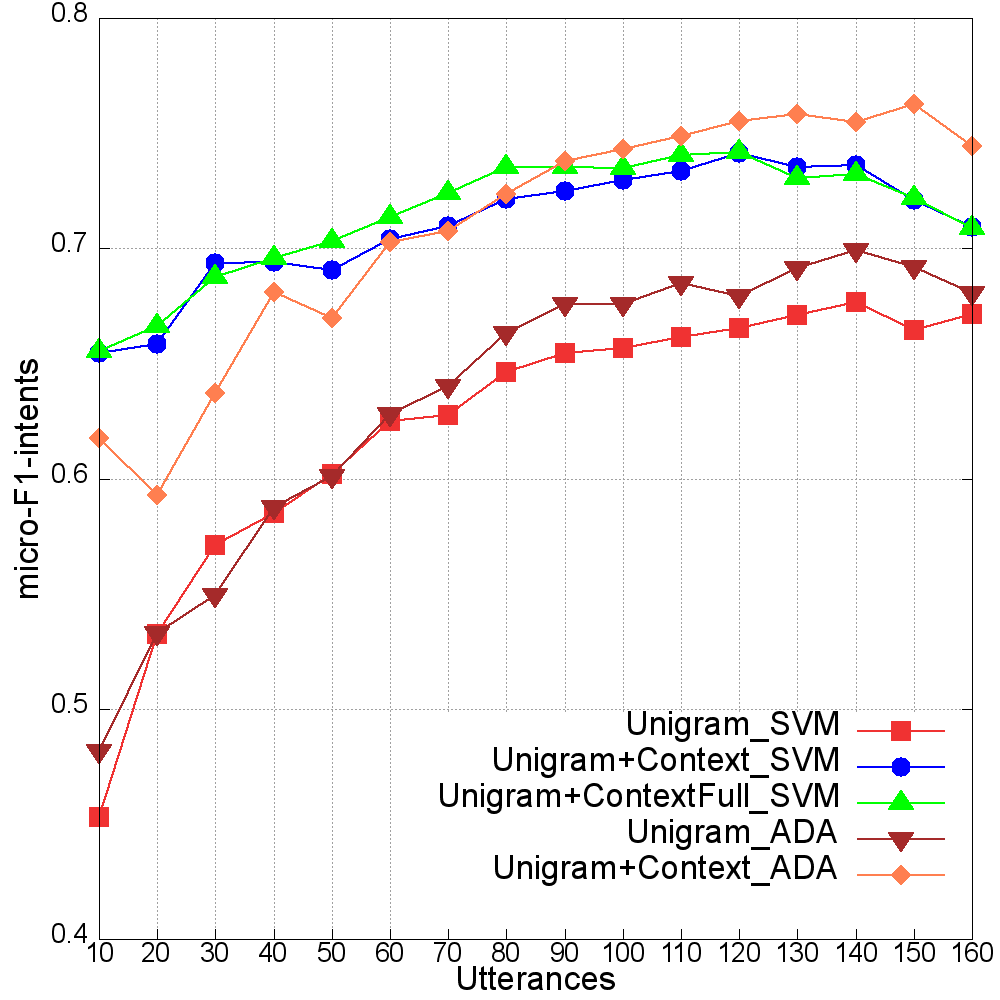 0.8
0.7
0.6
0.5
0.4
micro-F1-intents
Unigram_SVM
Unigram+Context_SVM
Unigram+ContextFull_SVM
Unigram_ADA
Unigram+Context_ADA
10 20 30 40 50 60 70 80 90 100 110 120 130 140 150 160
Utterances